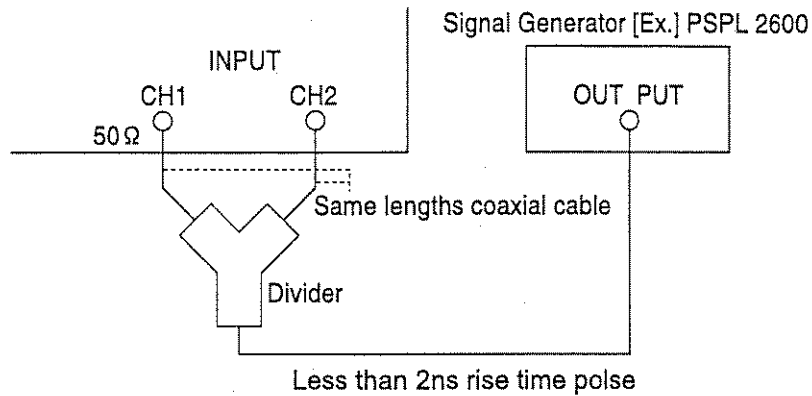 Signal Generator [Ex.] PSPL 2600
INPUT
CH1
CH2
OUT PUT
50Ω
Same lengths coaxial cable
Divider
Less than 2ns rise time polse